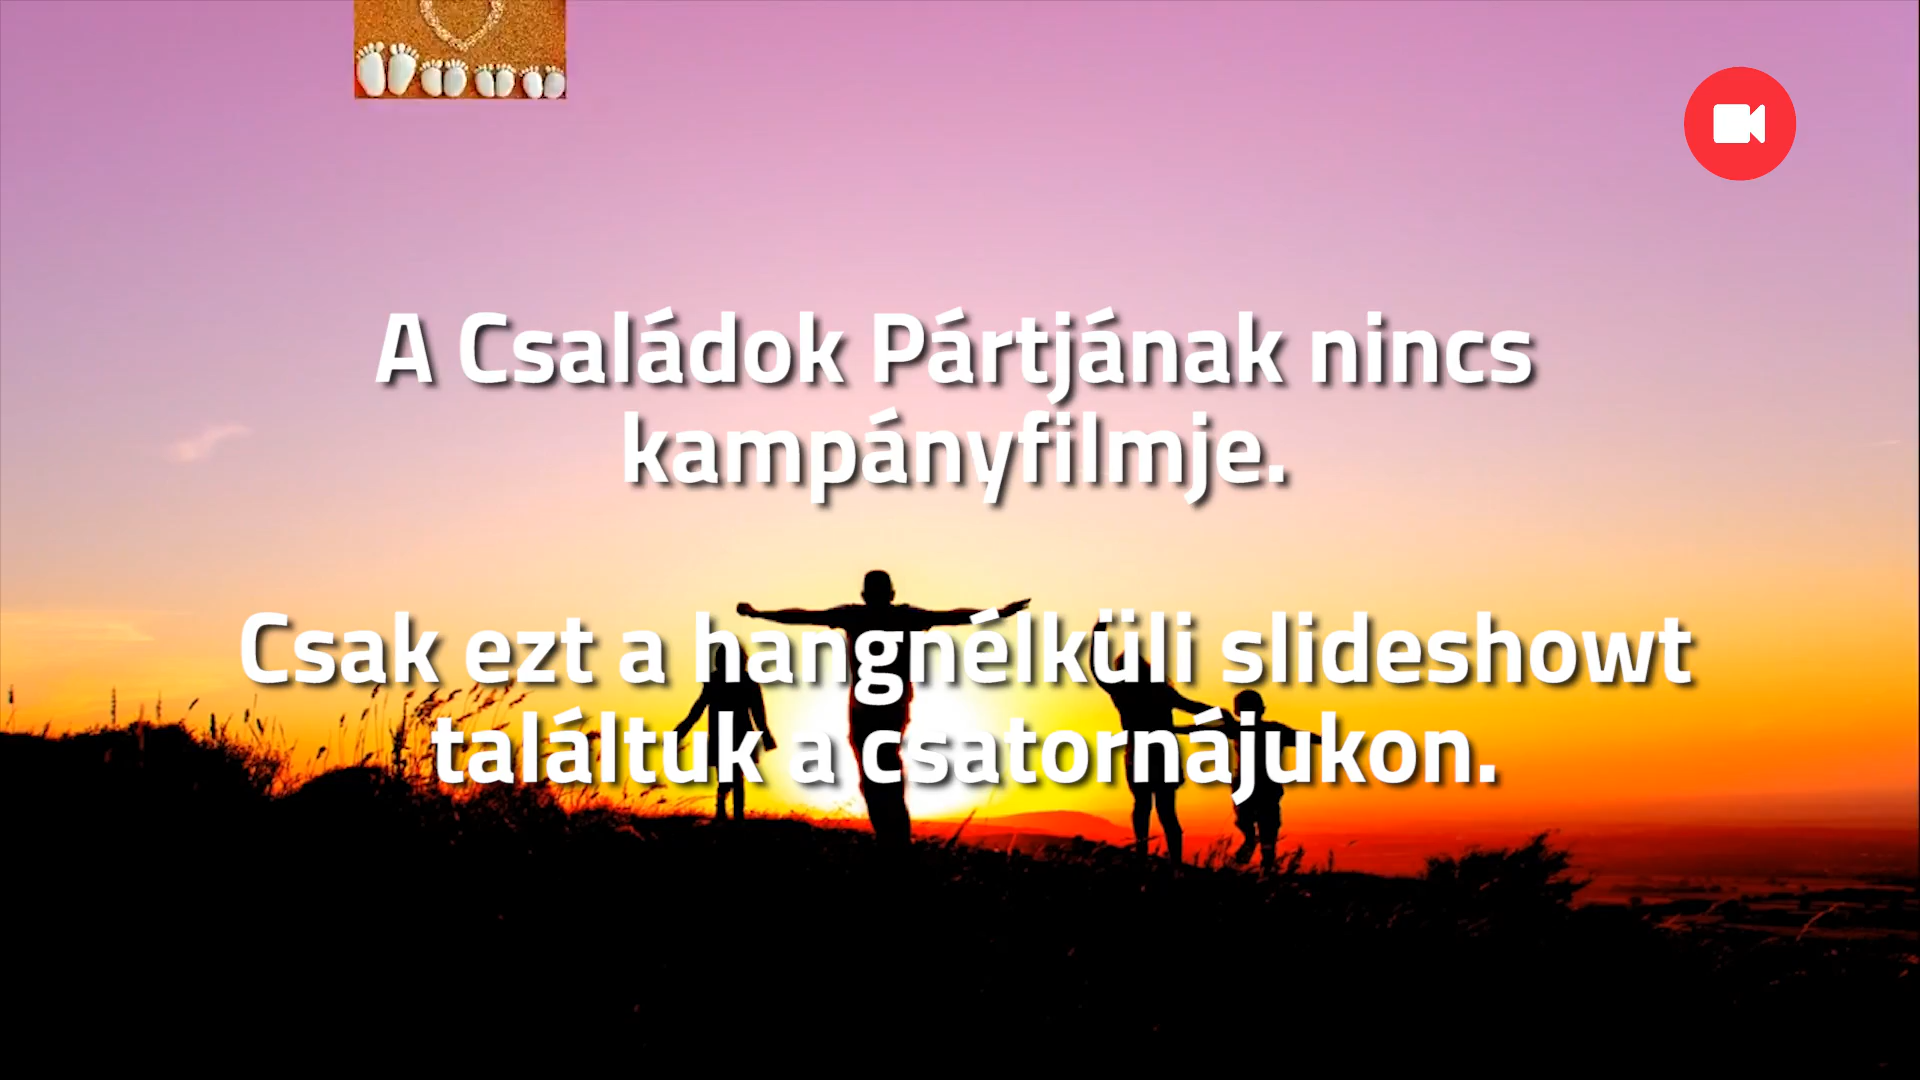 A Családok Pártjának nincs
kampányfilmje.
Csak ezt a hangnélküli slideshowt
találtuk a csatornájukon.